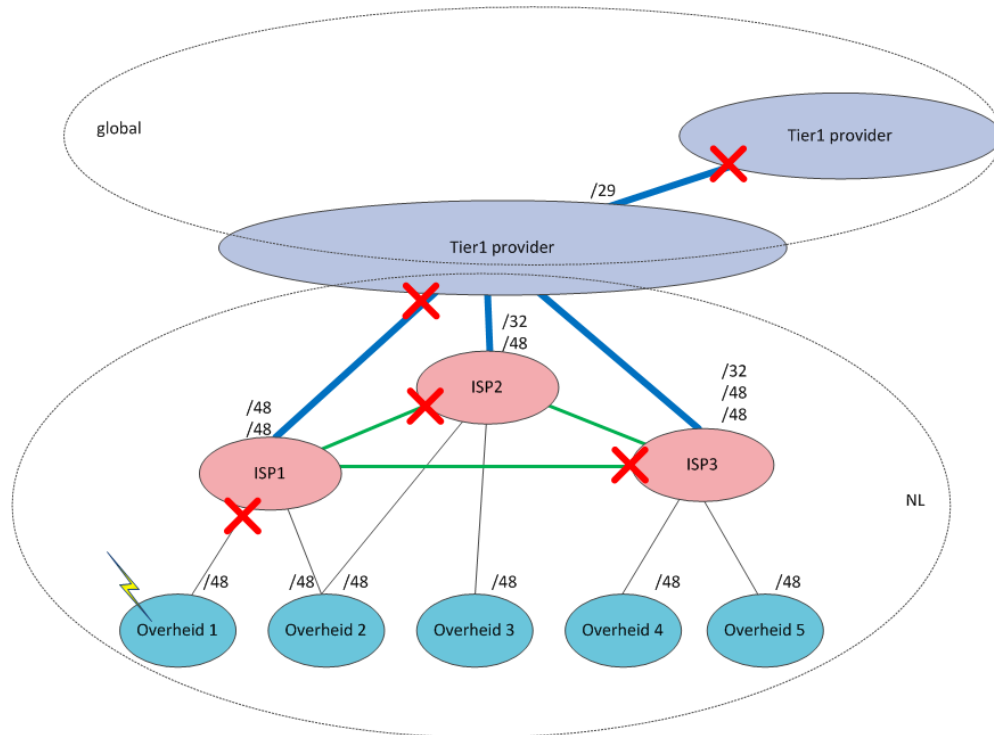 global
Tier1 provider
/29
Tier1 provider
/32
/48
ISP2
/32
/48
/48
/48
/48
ISP1
ISP3
NL
/48
/48
/48
/48
/48
/48
Overheid 1
Overheid 2
Overheid 3
Overheid 4
Overheid 5